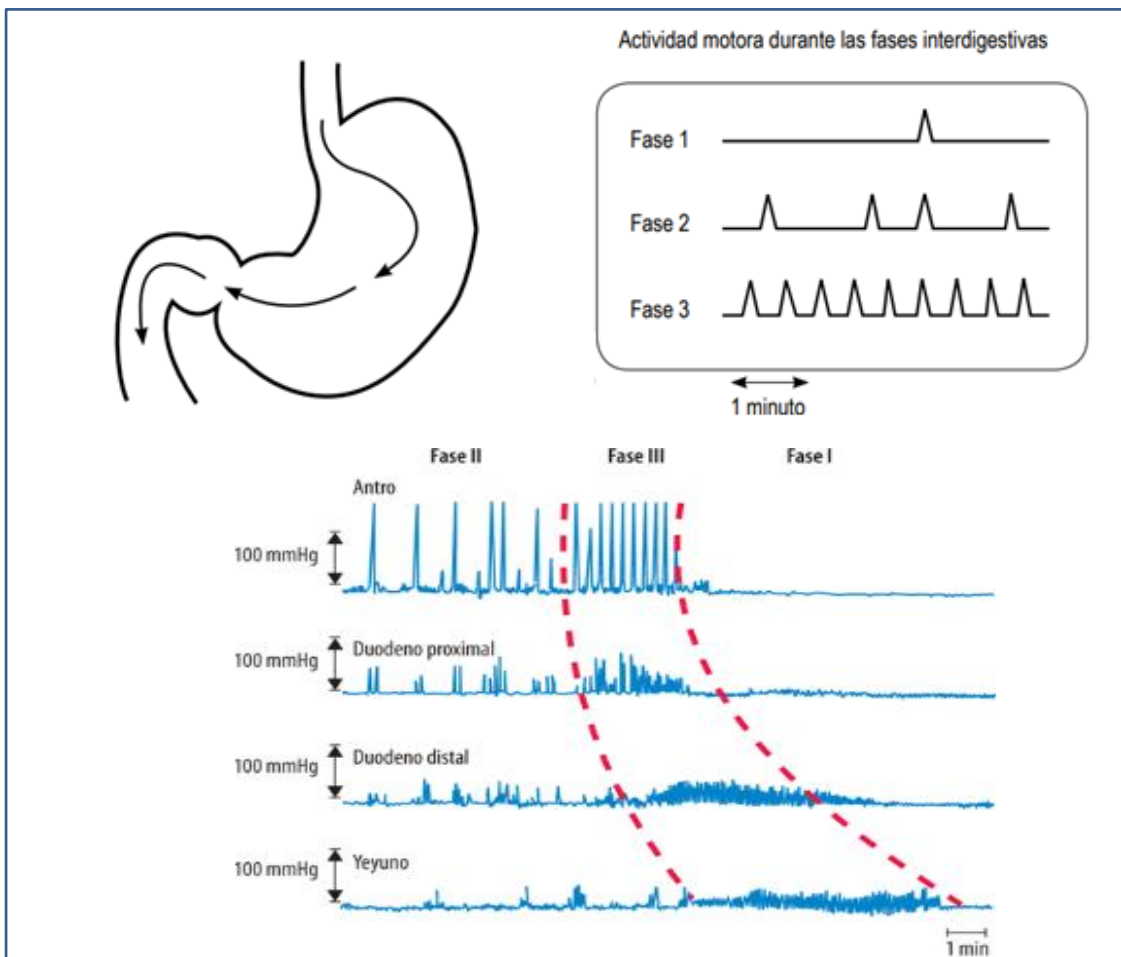 Actividad motora durante las fases interdigestivas
Fase 1
Fase 2
Fase 3
1 minuto
Fase II Fase III Fase I
Antro
100 mmHg
Duodeno proximal
100 mmHg
Duodeno distal
100 mmHg
Yeyuno
100 mmHg
1 min